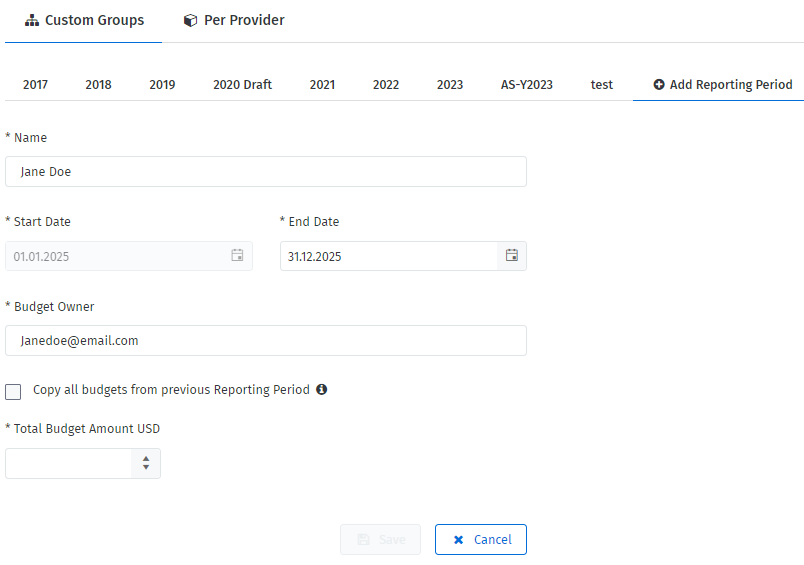 Custom Groups Per Provider
2017 2018 2019 2020 Draft 2021 2022 2023 AS-Y2023 test Add Reporting Period
* Name
Jane Doe
* Start Date * End Date
01.01.2025 31.12.2025
* Budget Owner
Janedoe@email.com
Copy all budgets from previous Reporting Period
* Total Budget Amount USD
Save Cancel